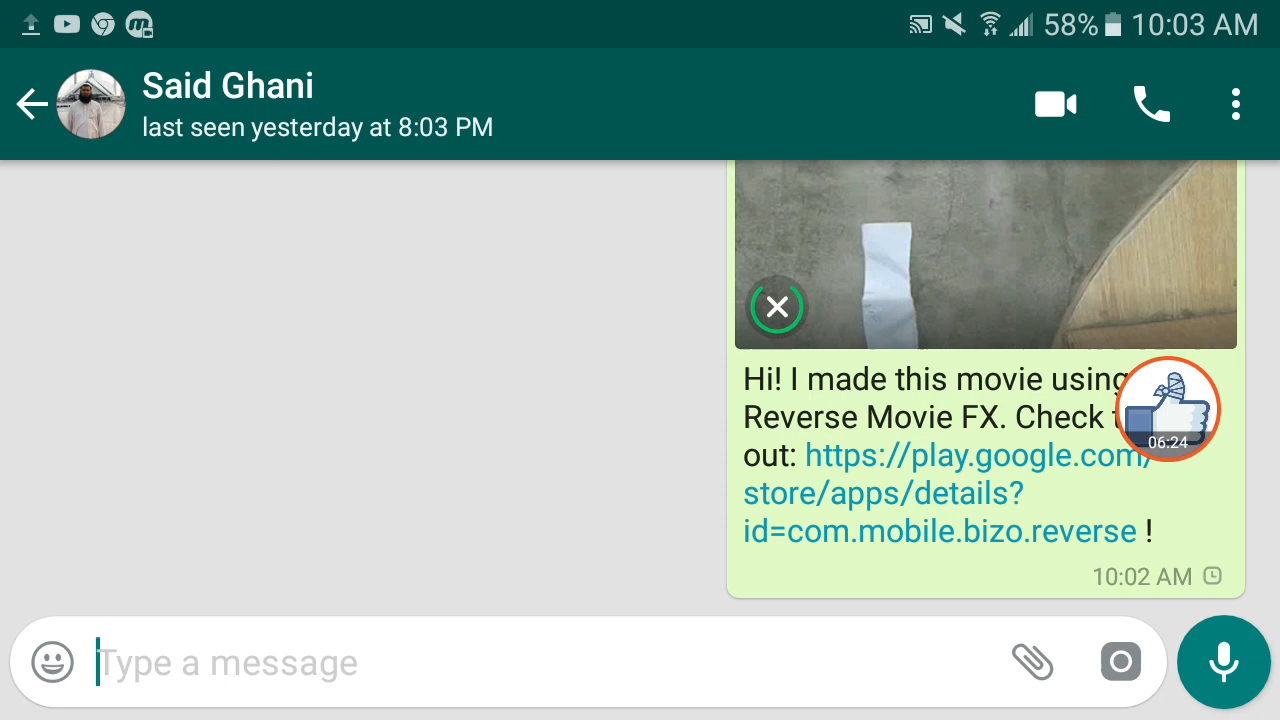 58% 10:03 AM
Said Ghani
last seen yesterday at 8:03 PM
Hi! I made this movie using
Reverse Movie FX. Check
out: https://play.google.com/
store/apps/details?
id=com.mobile.bizo.reverse !
06:24
10:02 AM
Type a message